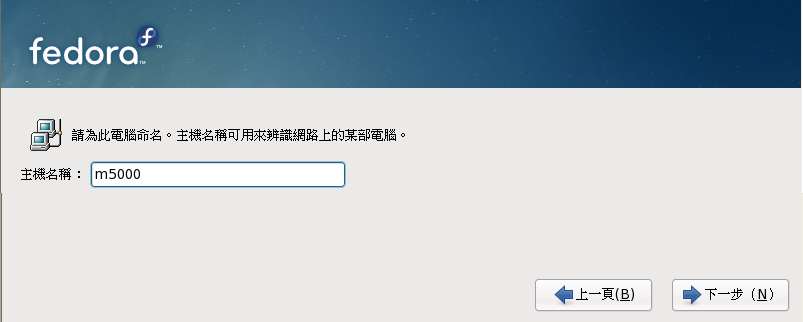 fedora
請為此電腦命名。主機名稱可用來辨識網路上的某部電腦。
主機名稱：
m5000
上一頁(B)
下一步（N）